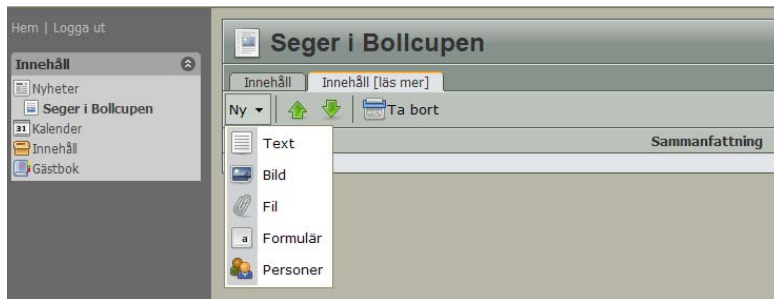 Hem | Logga ut
Innehåll
Nyheter
Seger i Bollcupen
31 Kalender
Innehåll
Gästbok
Seger i Bollcupen
Innehåll Innehåll [läs mer]
Ny Ta bort
Sammanfattning
Text
Bild
Fil
a Formulär
Personer